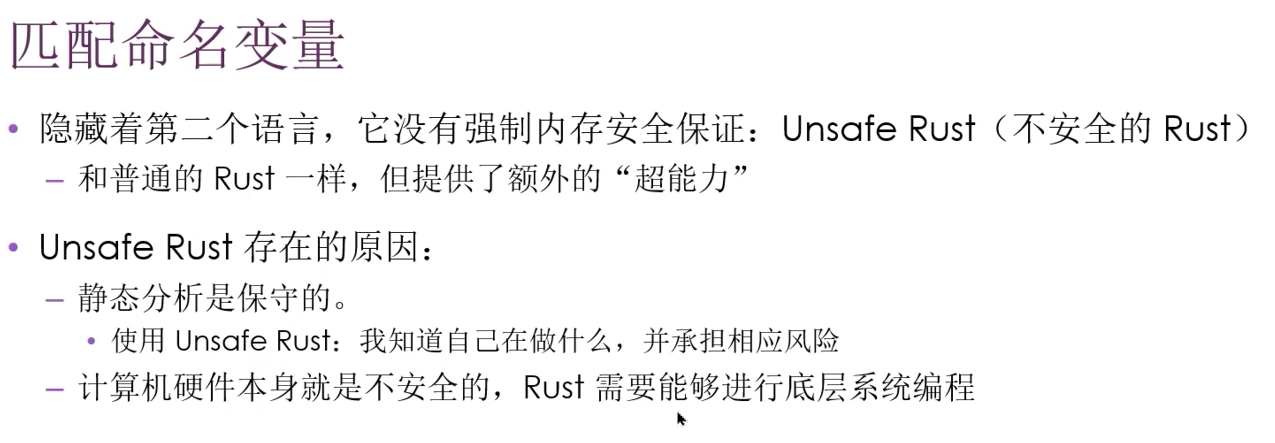 匹配命名变量
• 隐藏着第二个语言，它没有强制内存安全保证：Unsafe Rust（不安全的 Rust）
– 和普通的 Rust 一样，但提供了额外的“超能力”
• Unsafe Rust 存在的原因：
– 静态分析是保守的。
• 使用 Unsafe Rust：我知道自己在做什么，并承担相应风险
– 计算机硬件本身就是不安全的，Rust 需要能够进行底层系统编程